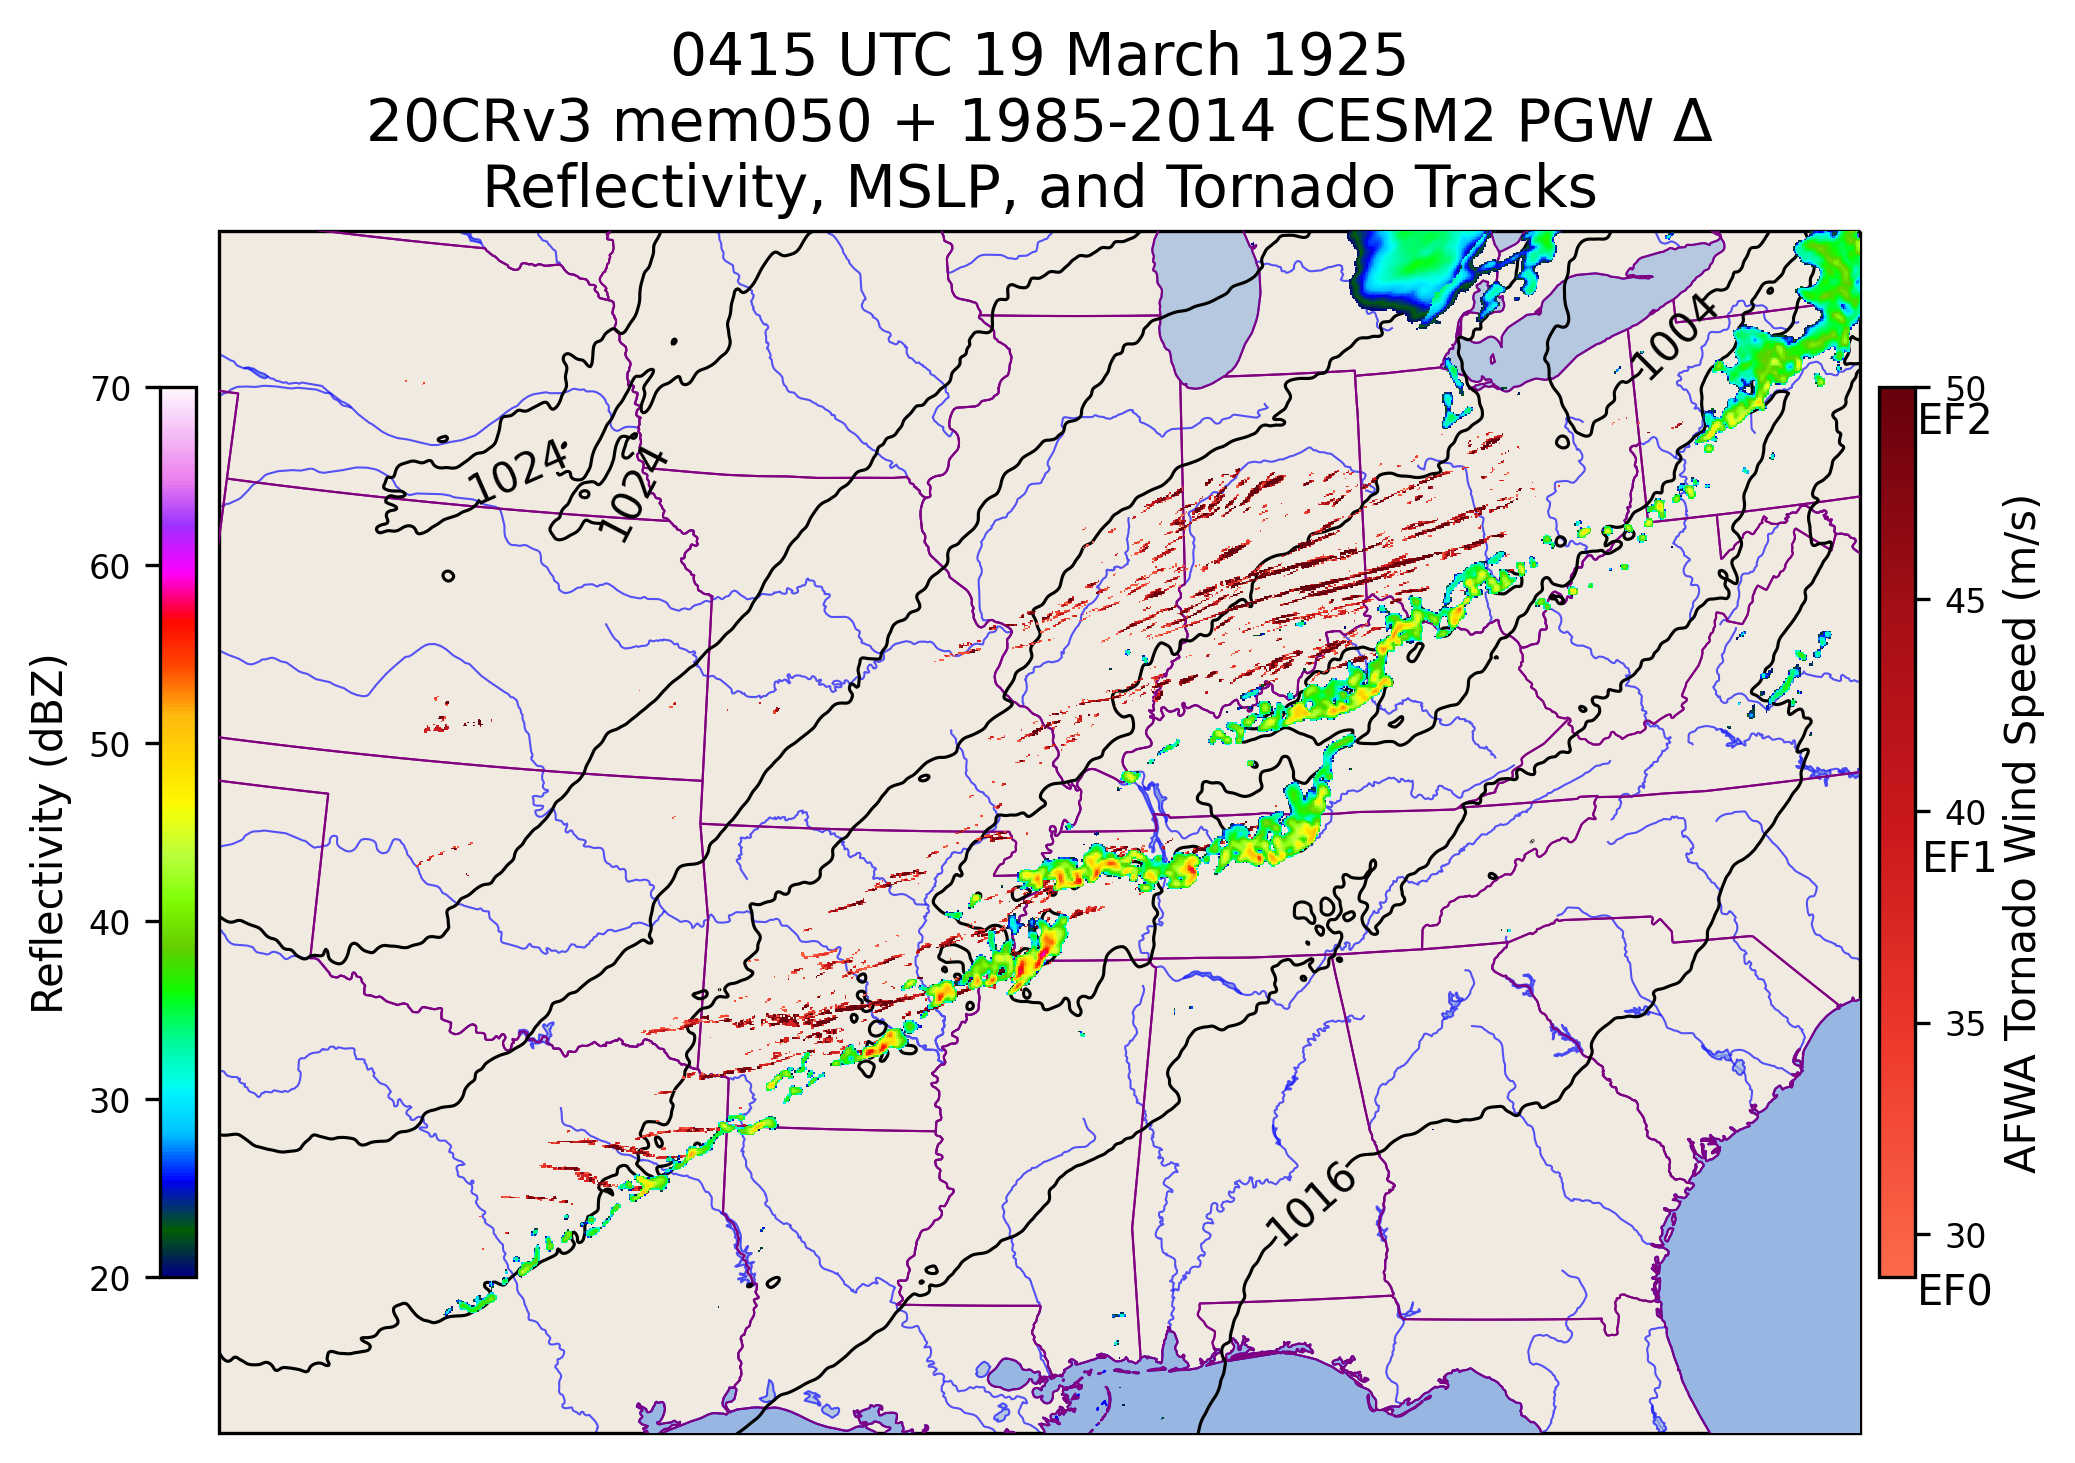 0415 UTC 19 March 1925
20CRv3 mem050 + 1985-2014 CESM2 PGW Δ
Reflectivity, MSLP, and Tornado Tracks
70
60
50
40
30
20
Reflectivity (dBZ)
1024
1024
1004
1016
50
EF2
45
40
EF1
35
30
EF0
AFWA Tornado Wind Speed (m/s)